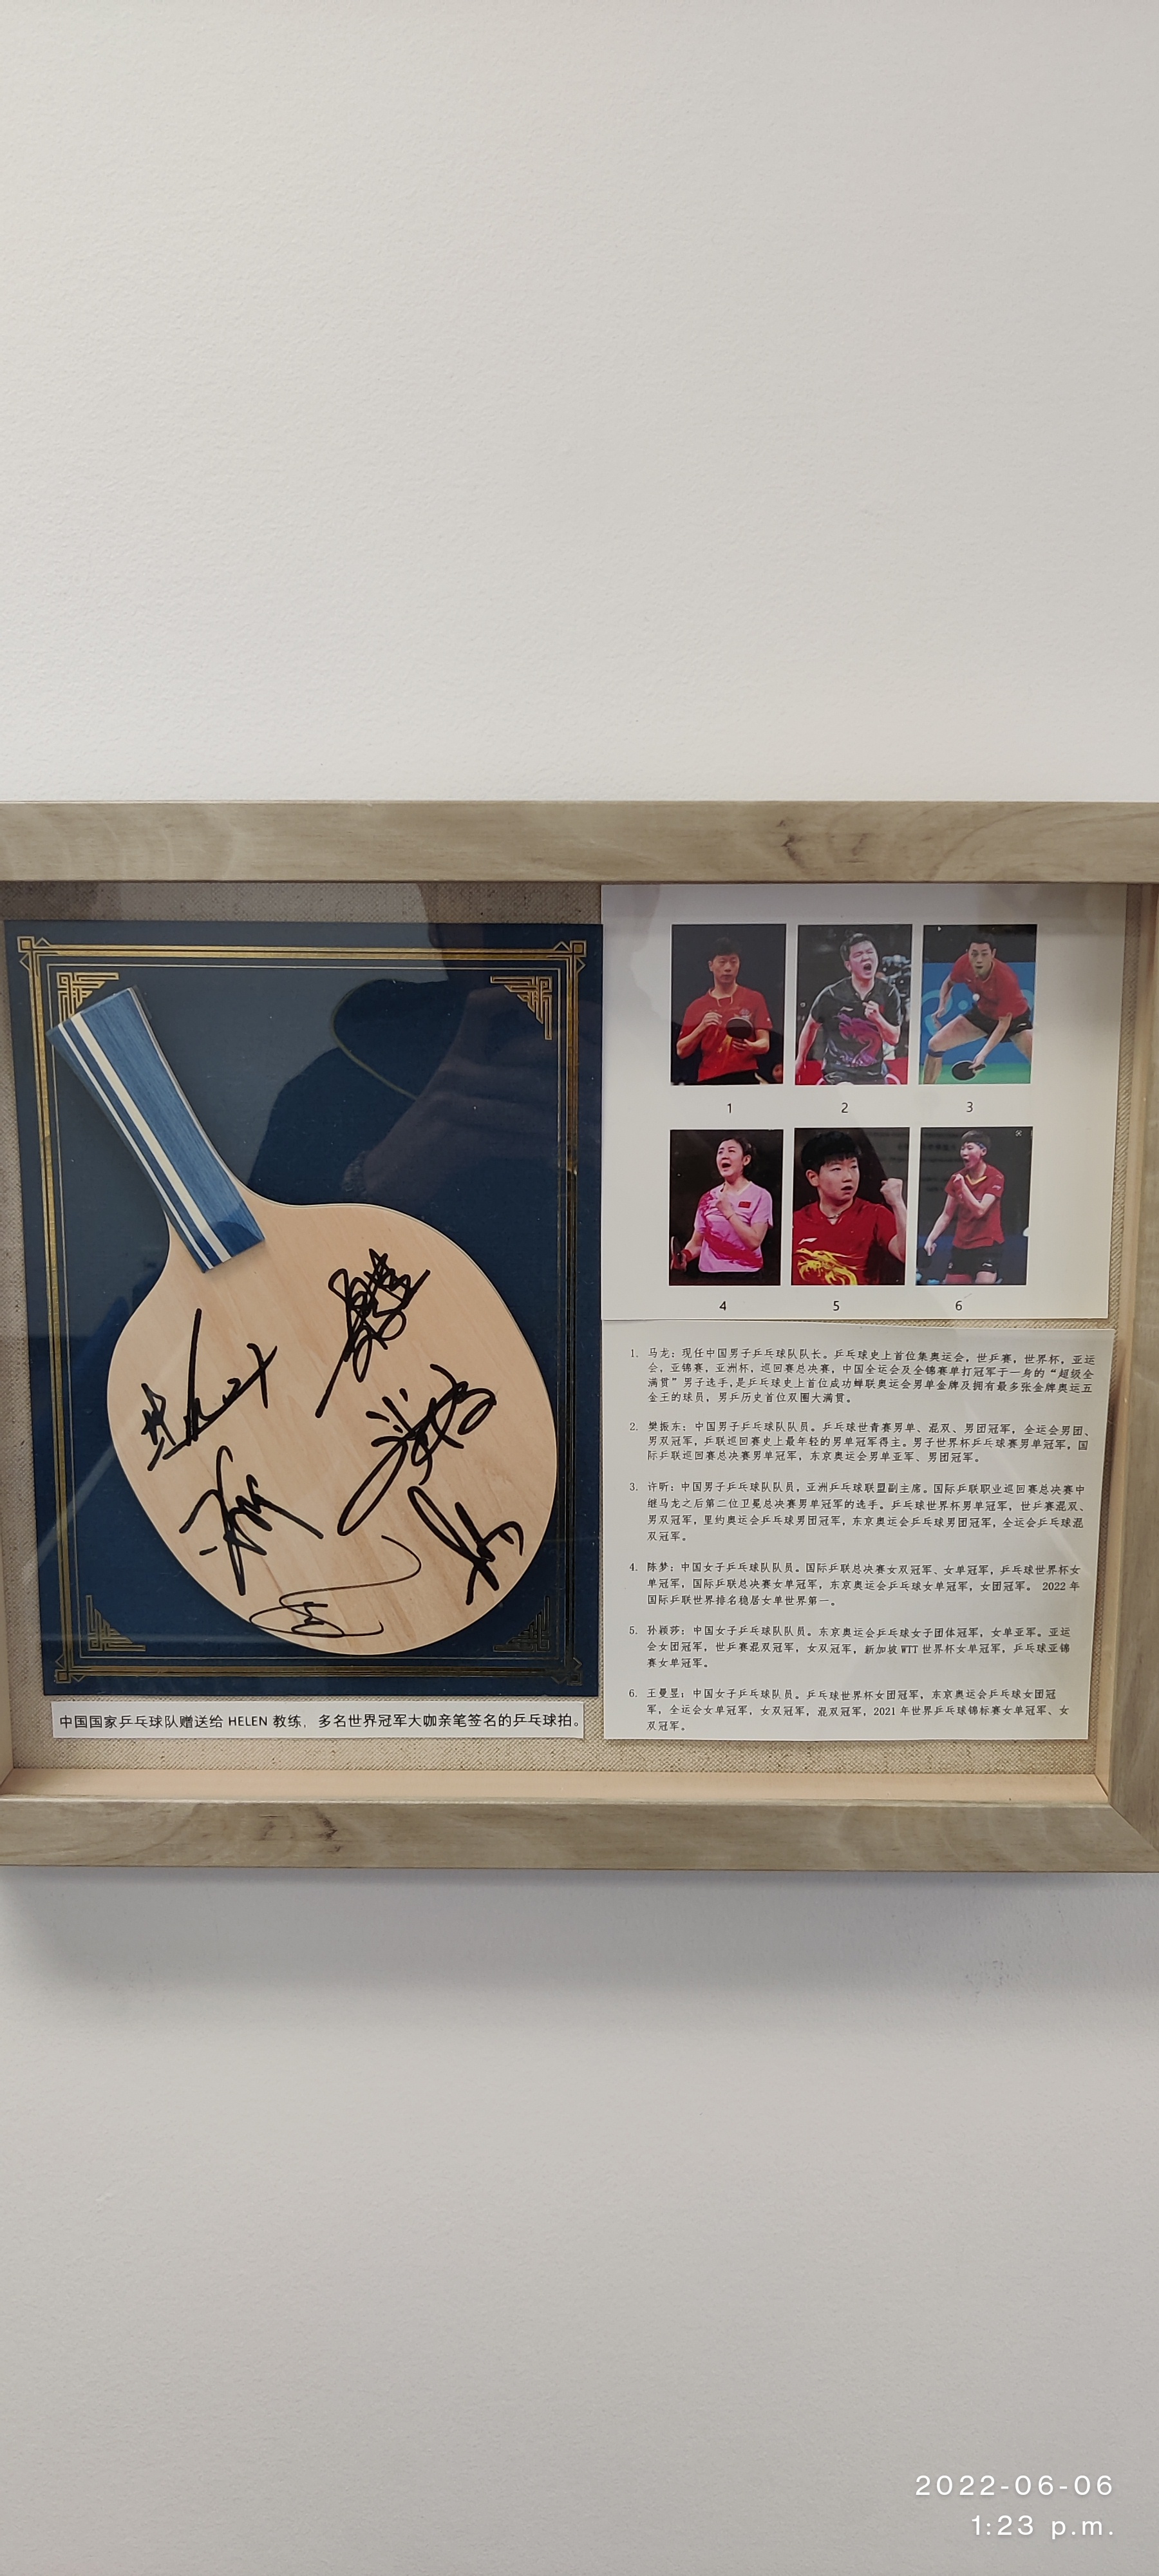 1
2
3
4
5
6
1. 马龙：现任中国男子乒乓球队队长。乒乓球史上首位集奥运会，世乒赛，世界杯，亚运
会，亚锦赛，亚洲杯，巡回赛总决赛，中国全运会及全锦赛单打冠军于一身的“超级全
满贯”男子选手，是乒乓球史上首位成功蝉联奥运会男单金牌及拥有最多张金牌奥运五
金王的球员，男乒历史首位双圈大满贯。
2. 樊振东：中国男子乒乓球队队员。乒乓球世青赛男单、混双、男团冠军，全运会男团、
男双冠军，乒联巡回赛史上最年轻的男单冠军得主。男子世界杯乒乓球赛男单冠军，国
际乒联巡回赛总决赛男单冠军，东京奥运会男单亚军、男团冠军。
3. 许昕：中国男子乒乓球队队员，亚洲乒乓球联盟副主席。国际乒联职业巡回赛总决赛中
继马龙之后第二位卫冕总决赛男单冠军的选手。乒乓球世界杯男单冠军，世乒赛混双、
男双冠军，里约奥运会乒乓球男团冠军，东京奥运会乒乓球男团冠军，全运会乒乓球混
双冠军。
4. 陈梦：中国女子乒乓球队队员。国际乒联总决赛女双冠军、女单冠军，乒乓球世界杯女
单冠军，国际乒联总决赛女单冠军，东京奥运会乒乓球女单冠军，女团冠军。 2022 年
国际乒联世界排名稳居女单世界第一。
5. 孙颖莎：中国女子乒乓球队队员。东京奥运会乒乓球女子团体冠军，女单亚军。亚运
会女团冠军，世乒赛混双冠军，女双冠军，新加坡 WTT 世界杯女单冠军，乒乓球亚锦
赛女单冠军。
6. 王曼昱：中国女子乒乓球队队员。乒乓球世界杯女团冠军，东京奥运会乒乓球女团冠
军，全运会女单冠军，女双冠军，混双冠军，2021 年世界乒乓球锦标赛女单冠军、女
双冠军。
中国国家乒乓球队赠送给 HELEN 教练，多名世界冠军大咖亲笔签名的乒乓球拍。
2022-06-06
1:23 p.m.